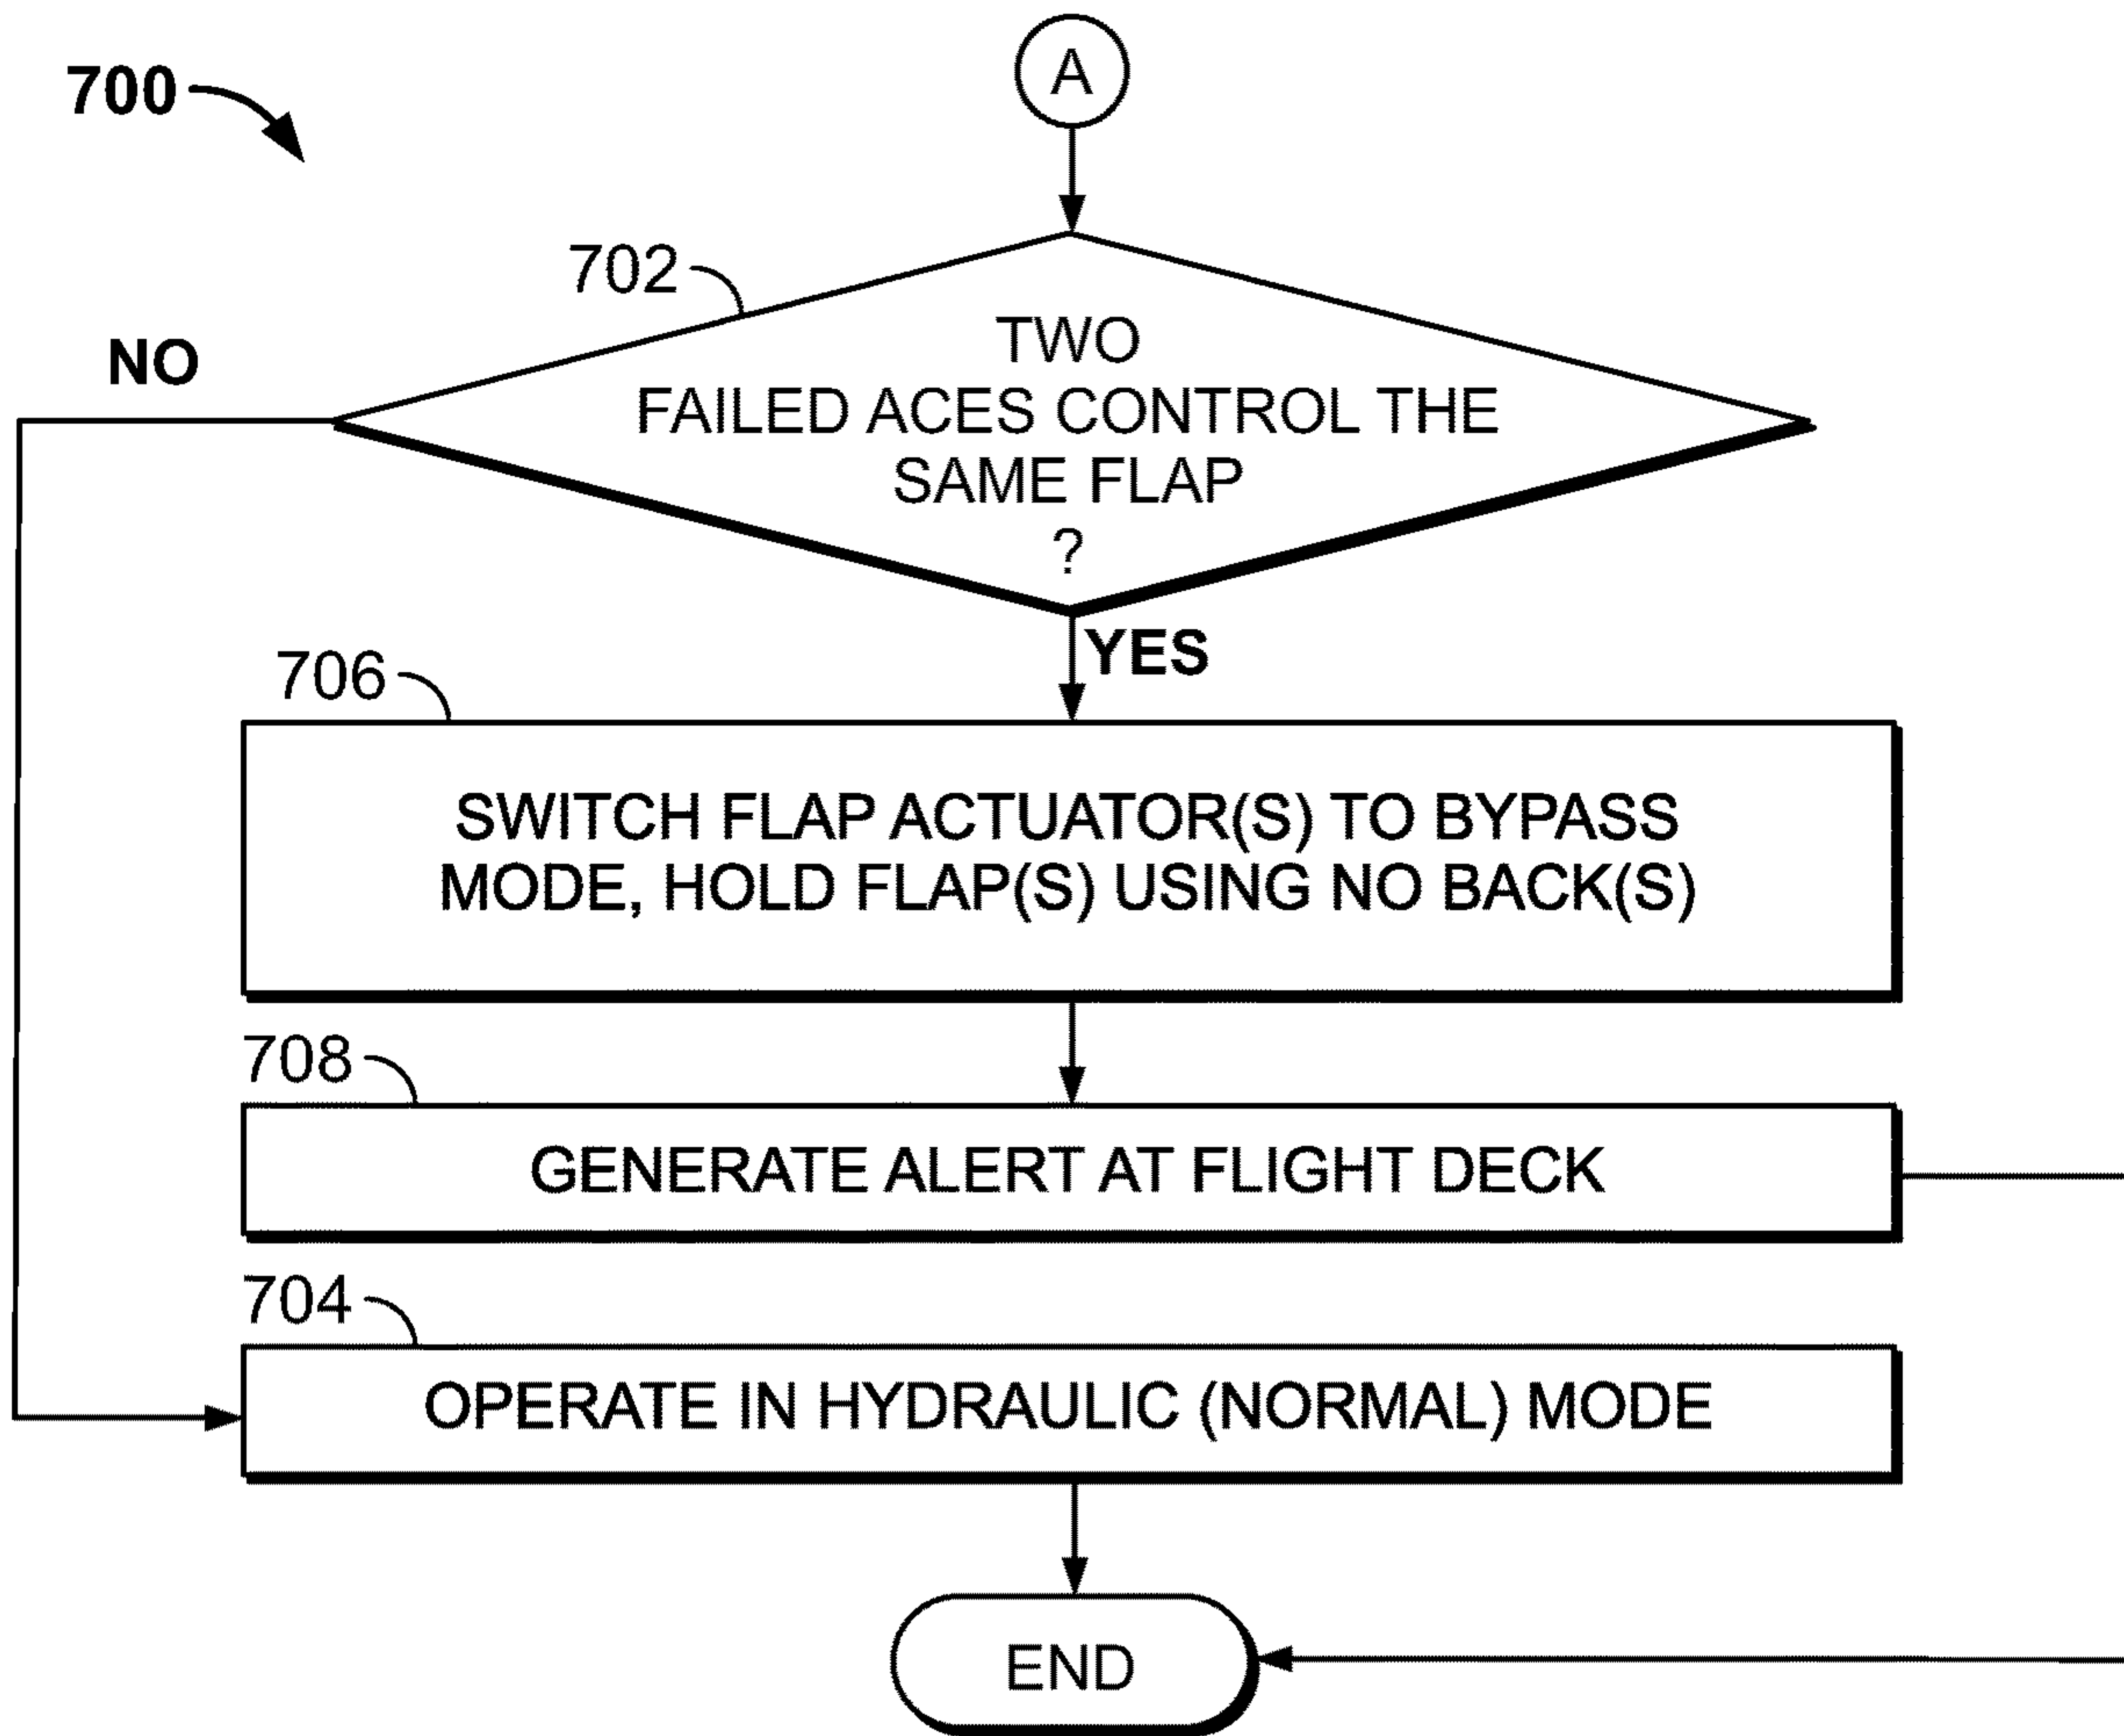 A
700
702
NO
TWO
FAILED ACES CONTROL THE
SAME FLAP
?
YES
706
SWITCH FLAP ACTUATOR(S) TO BYPASS
MODE, HOLD FLAP(S) USING NO BACK(S)
708
GENERATE ALERT AT FLIGHT DECK
704
OPERATE IN HYDRAULIC (NORMAL) MODE
END